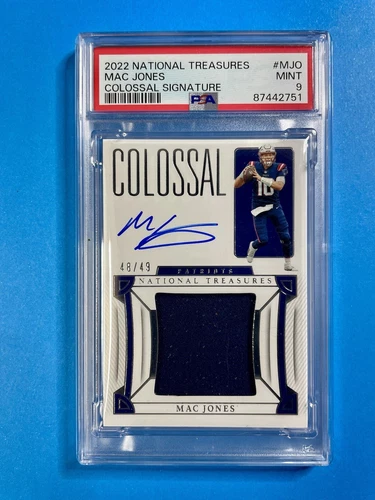 2022 NATIONAL TREASURES #MJO
MAC JONES MINT
COLOSSAL SIGNATURE PSA 9
87442751
COLOSSAL
10
48/49
PATRIOTS
NATIONAL TREASURES
MAC JONES